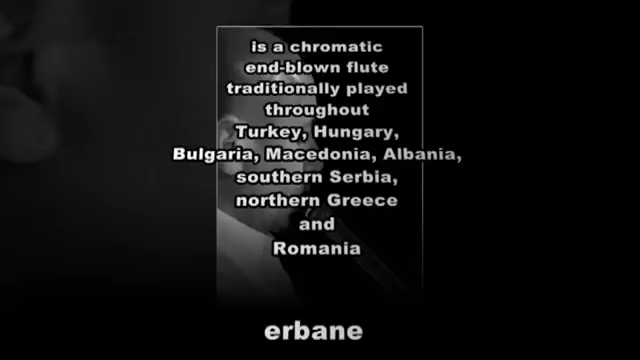 is a chromatic
end-blown flute
traditionally played
throughout
Turkey, Hungary,
Bulgaria, Macedonia, Albania,
southern Serbia,
northern Greece
and
Romania
erbane